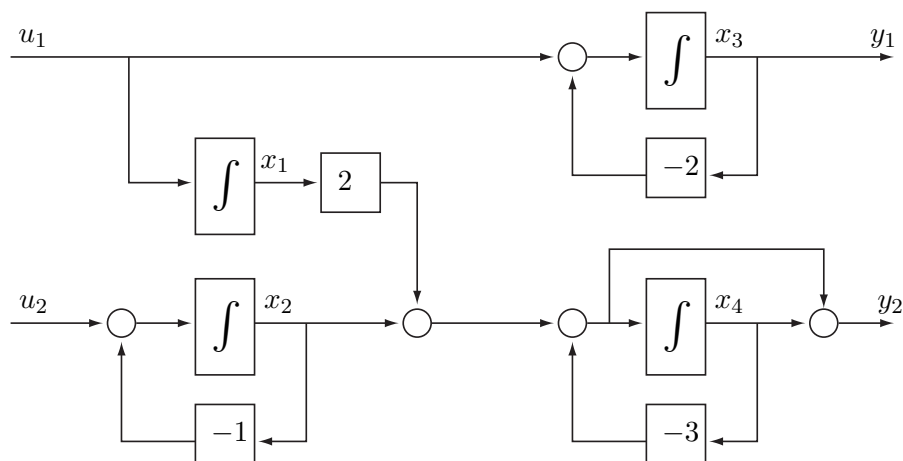 u₁
x₃
y₁
∫
−2
∫
x₁
2
u₂
∫
x₂
∫
x₄
y₂
−1
−3